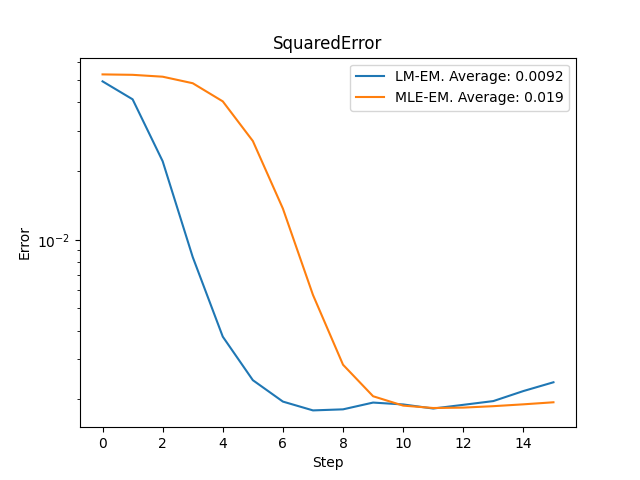 SquaredError
LM-EM. Average: 0.0092
MLE-EM. Average: 0.019
Error
10⁻²
0 2 4 6 8 10 12 14
Step